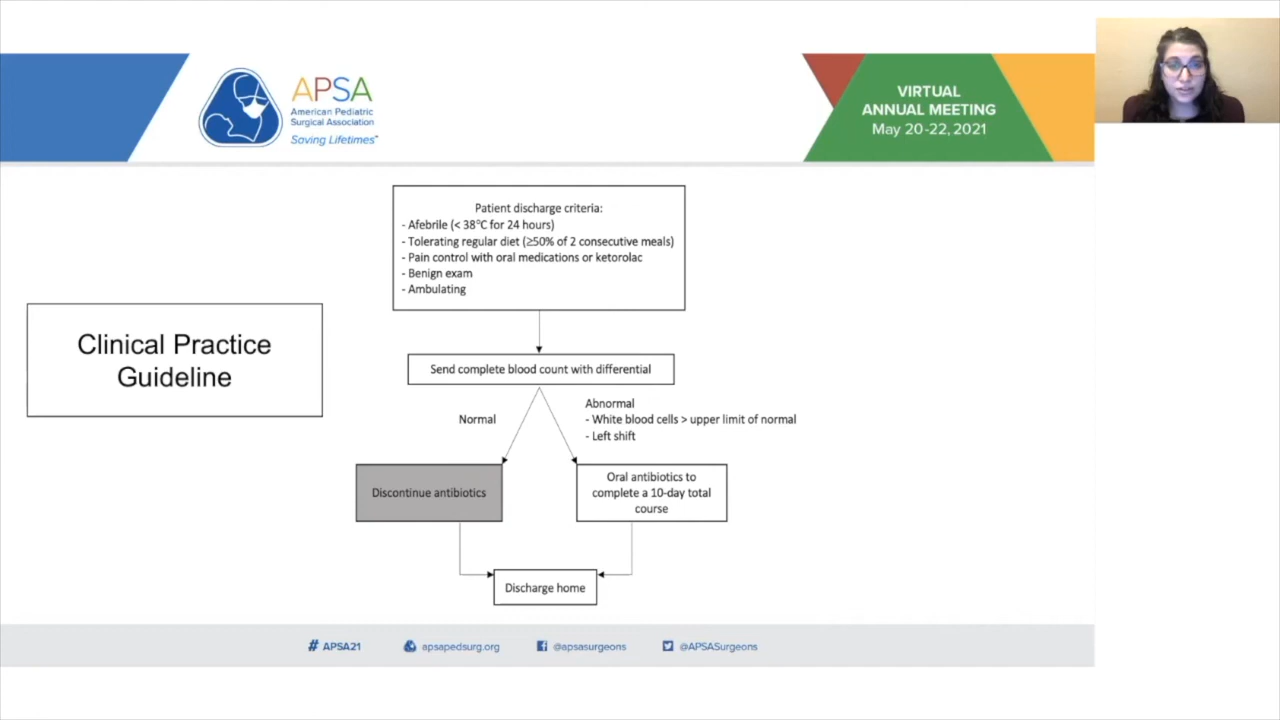 APSA
American Pediatric
Surgical Association
Saving Lifetimes™
VIRTUAL
ANNUAL MEETING
May 20-22, 2021
Clinical Practice
Guideline
Patient discharge criteria:
- Afebrile (< 38°C for 24 hours)
- Tolerating regular diet (≥50% of 2 consecutive meals)
- Pain control with oral medications or ketorolac
- Benign exam
- Ambulating
Send complete blood count with differential
Normal
Abnormal
- White blood cells > upper limit of normal
- Left shift
Discontinue antibiotics
Oral antibiotics to
complete a 10-day total
course
Discharge home
# APSA21
apsapedsurg.org
@apsasurgeons
@APSASurgeons